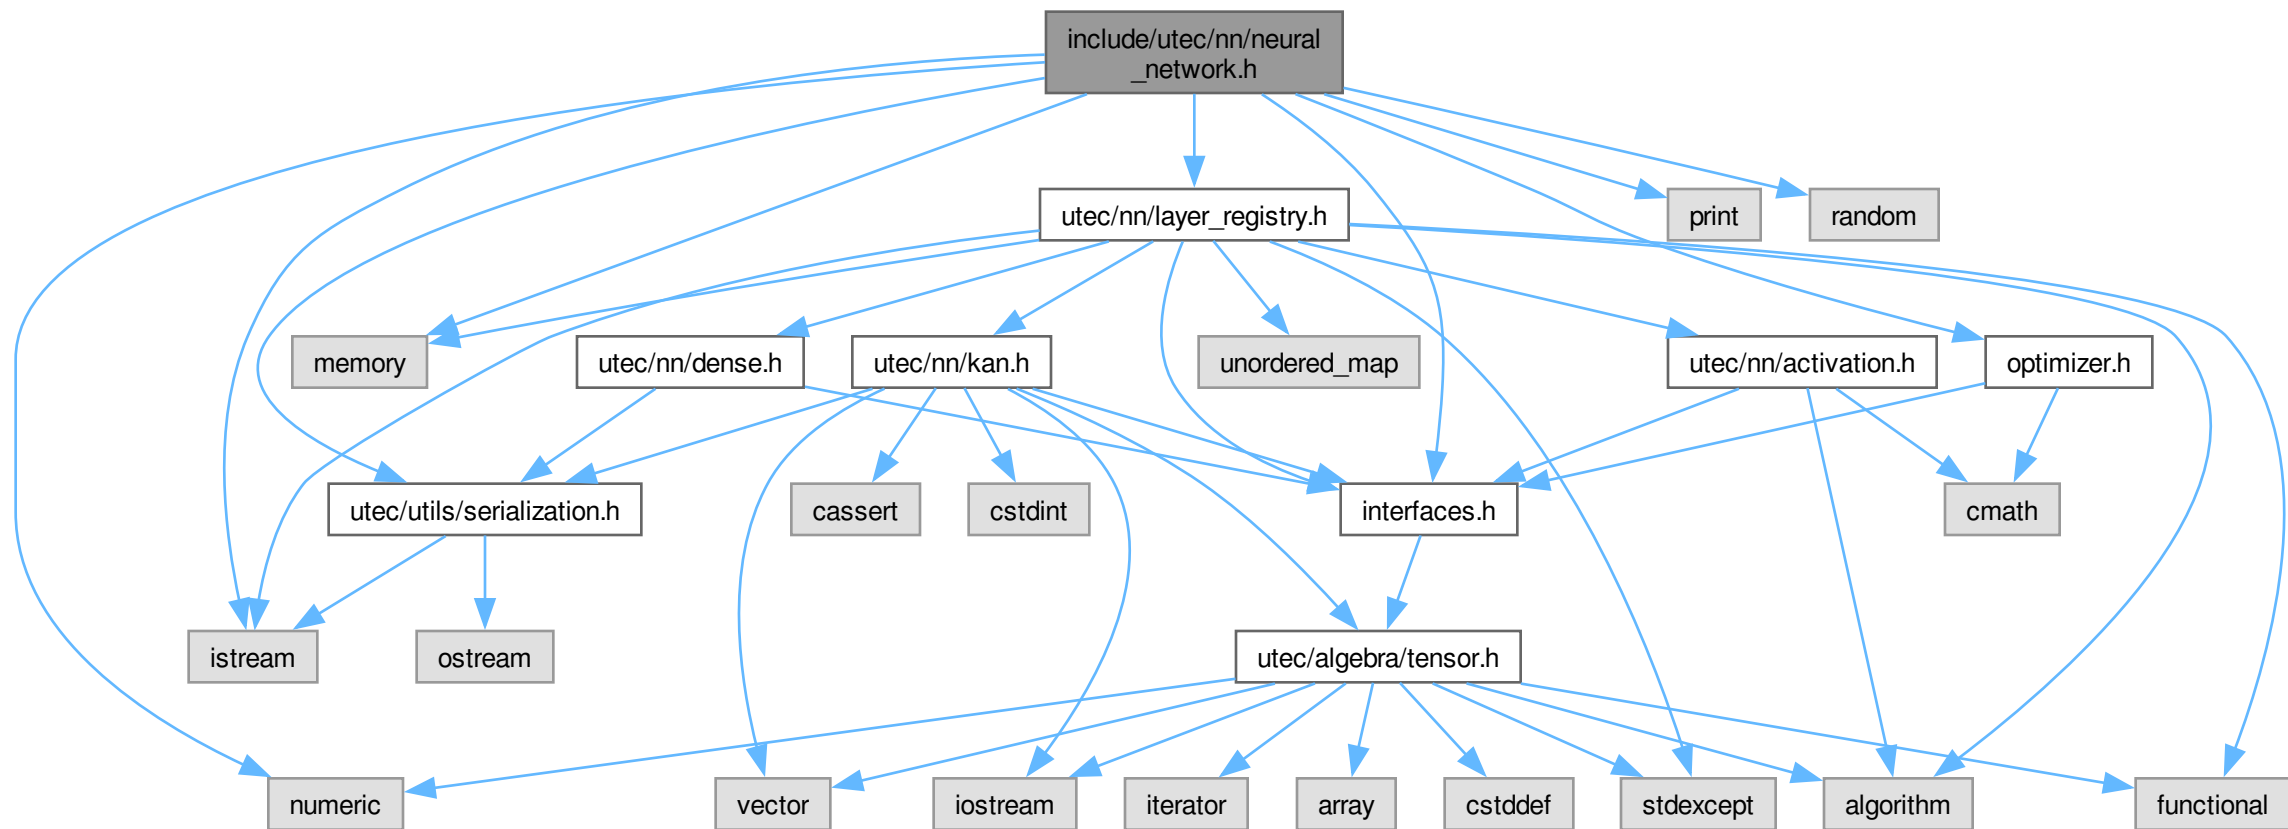 include/utec/nn/neural
_network.h
utec/nn/layer_registry.h
print
random
memory
utec/nn/dense.h
utec/nn/kan.h
unordered_map
utec/nn/activation.h
optimizer.h
utec/utils/serialization.h
cassert
cstdint
interfaces.h
cmath
istream
ostream
utec/algebra/tensor.h
numeric
vector
iostream
iterator
array
cstddef
stdexcept
algorithm
functional